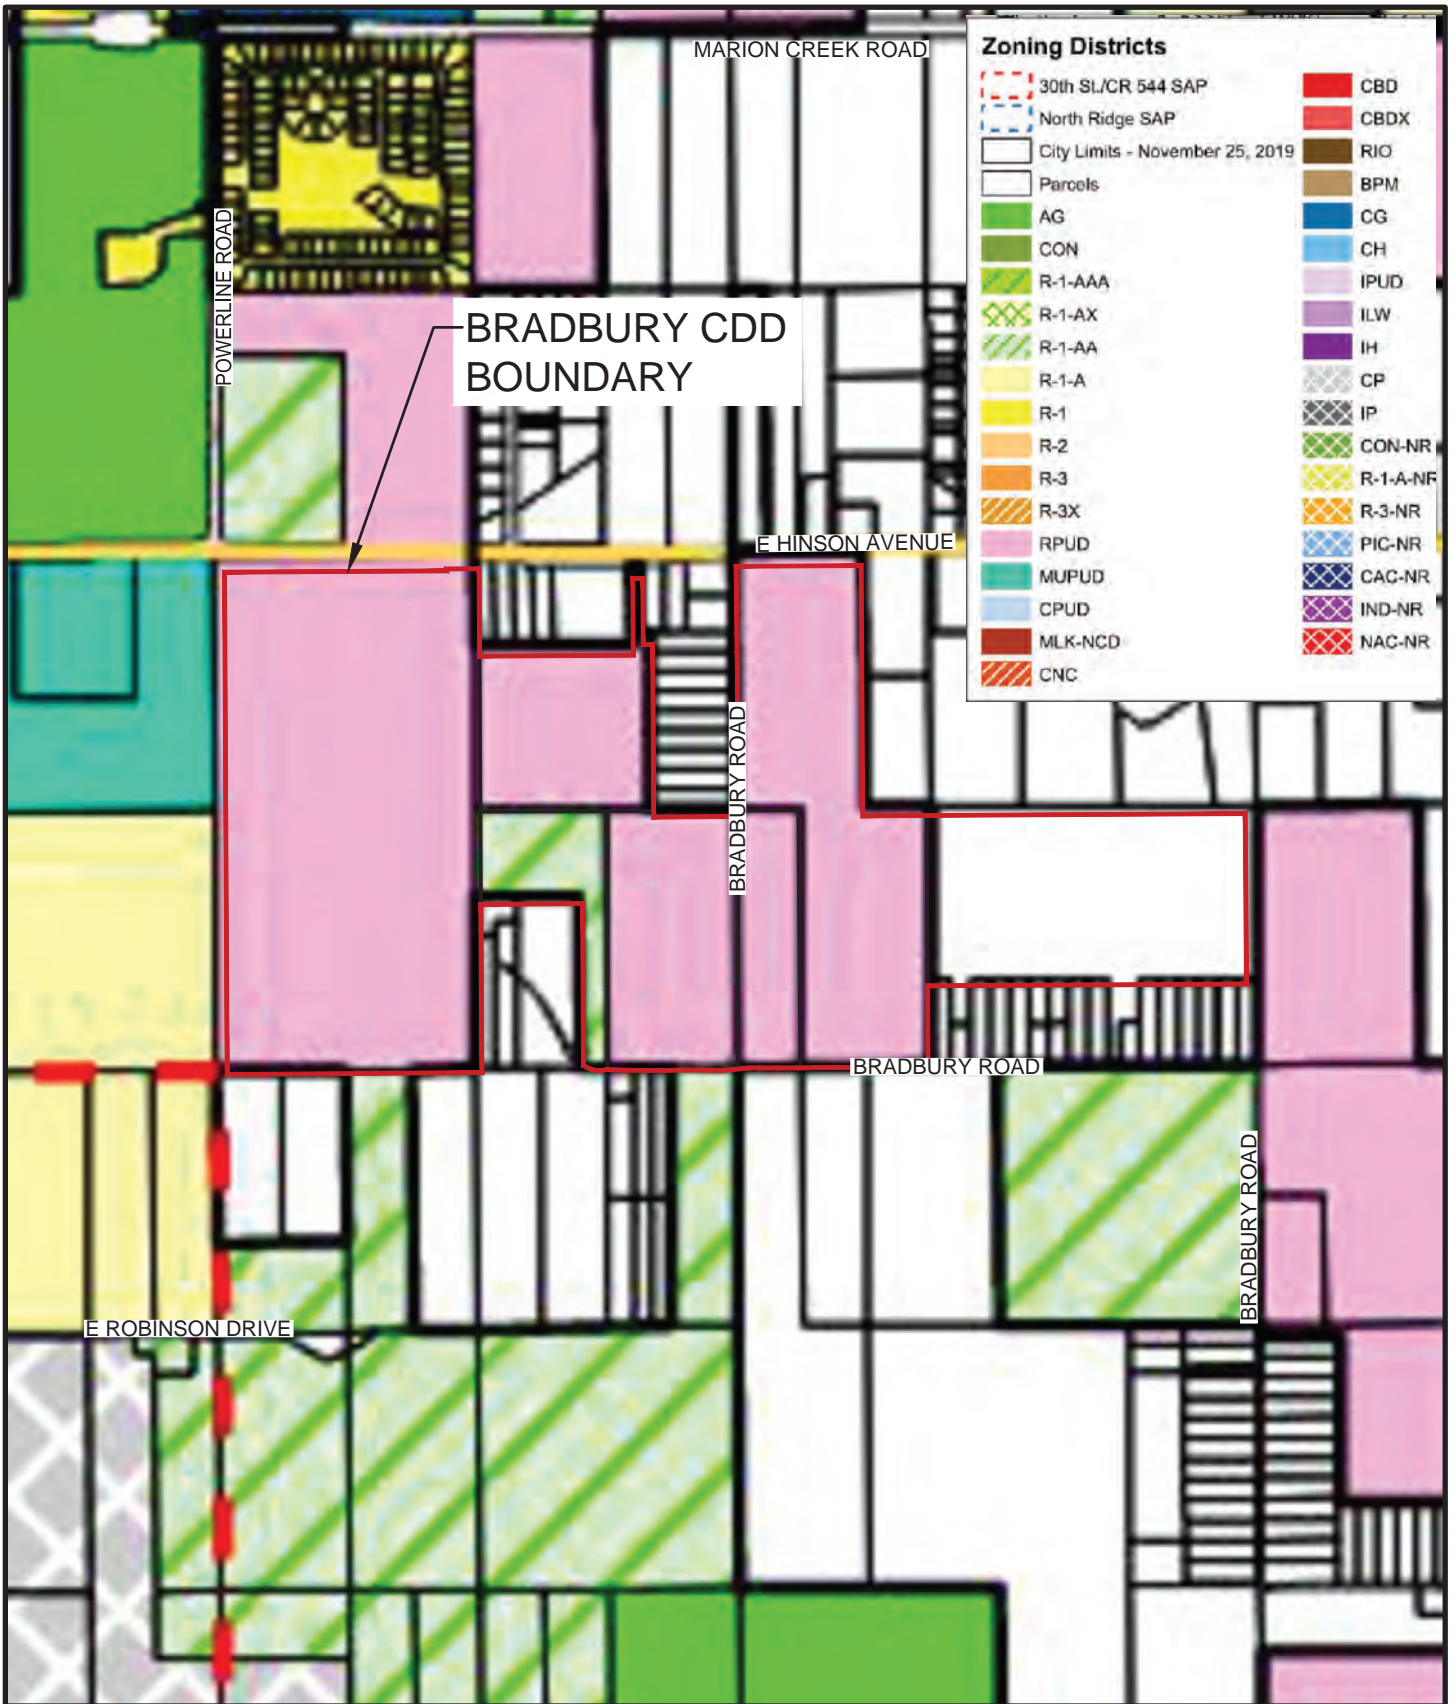 MARION CREEK ROAD
Zoning Districts
30th St./CR 544 SAP
North Ridge SAP
City Limits - November 25, 2019
Parcels
AG
CON
R-1-AAA
R-1-AX
R-1-AA
R-1-A
R-1
R-2
R-3
R-3X
RPUD
MUPUD
CPUD
MLK-NCD
CNC
CBD
CBDX
RIO
BPM
CG
CH
IPUD
ILW
IH
CP
IP
CON-NR
R-1-A-NR
R-3-NR
PIC-NR
CAC-NR
IND-NR
NAC-NR
POWERLINE ROAD
BRADBURY CDD
BOUNDARY
E HINSON AVENUE
BRADBURY ROAD
BRADBURY ROAD
BRADBURY ROAD
E ROBINSON DRIVE